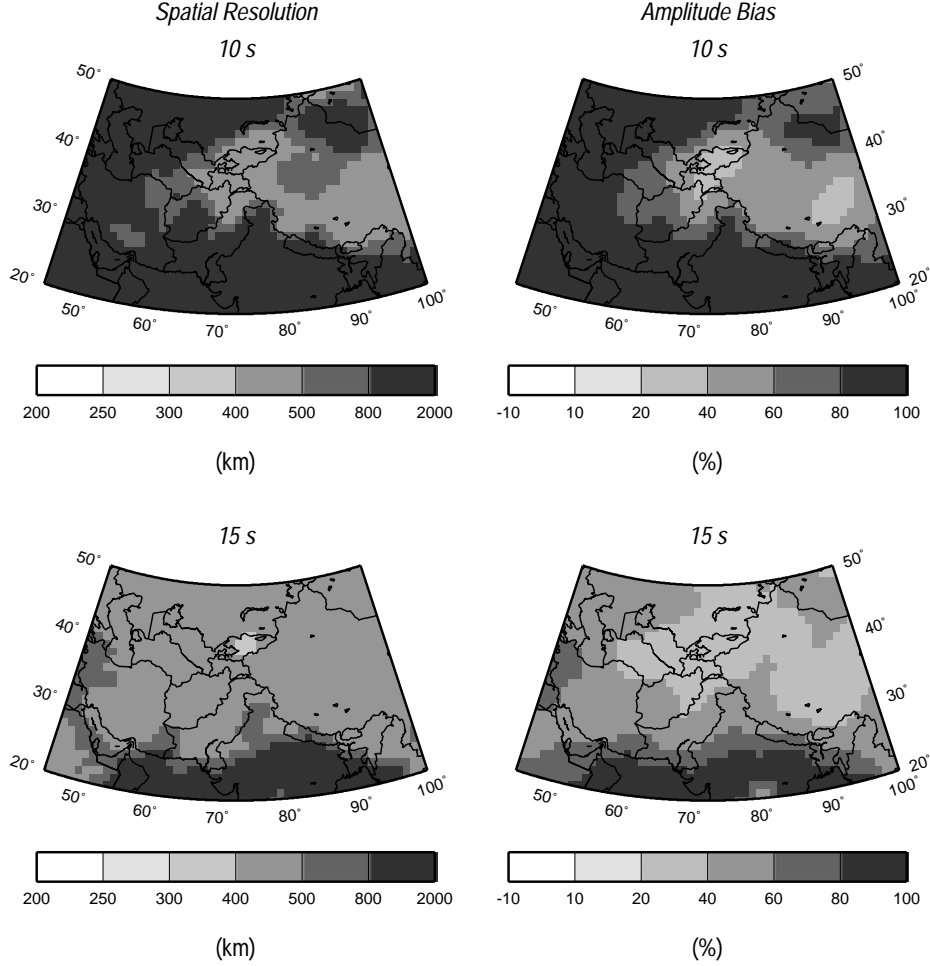 Spatial Resolution
Amplitude Bias
10 s
10 s
50° 40° 30° 20°
50° 60° 70° 80° 90° 100°
50° 40° 30° 20°
50° 60° 70° 80° 90° 100°
200 250 300 400 500 800 2000
-10 10 20 40 60 80 100
(km)
(%)
15 s
15 s
50° 40° 30° 20°
50° 60° 70° 80° 90° 100°
50° 40° 30° 20°
50° 60° 70° 80° 90° 100°
200 250 300 400 500 800 2000
-10 10 20 40 60 80 100
(km)
(%)